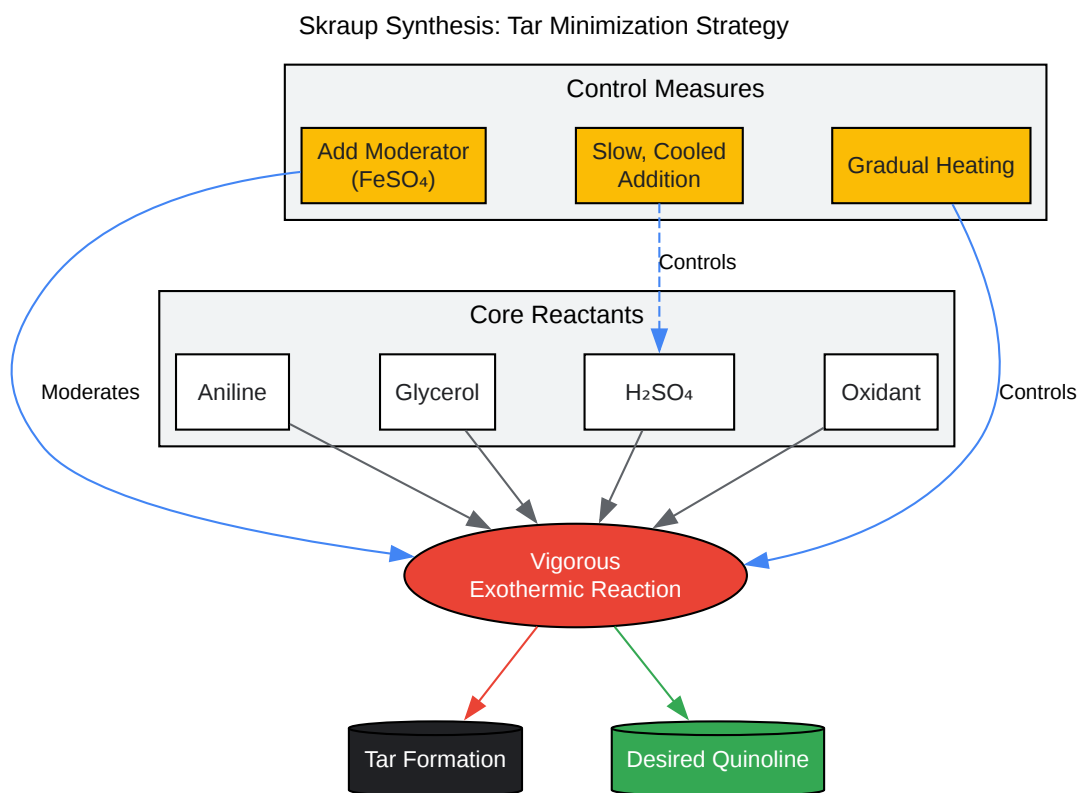 Skraup Synthesis: Tar Minimization Strategy
Control Measures
Add Moderator
(FeSO₄)
Slow, Cooled
Addition
Gradual Heating
Controls
Core Reactants
Aniline
Glycerol
H₂SO₄
Oxidant
Moderates
Controls
Vigorous
Exothermic Reaction
Tar Formation
Desired Quinoline